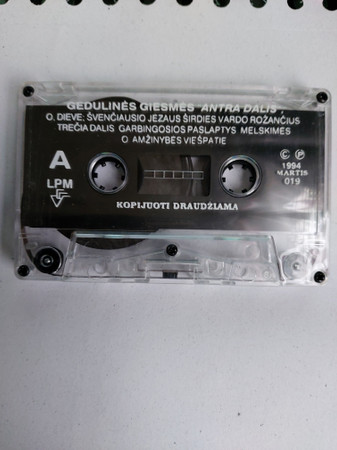 GEDULINĖS GIESMĖS "ANTRA DALIS"
O. DIEVE; ŠVENČIAUSIO JĖZAUS ŠIRDIES VARDO ROŽANČIUS
TREČIA DALIS GARBINGOSIOS PASLAPTYS MELSKIMĖS
O AMŽINYBĖS VIEŠPATIE
A
LPM
© Ⓟ
1994
MARTIS
019
KOPIJUOTI DRAUDŽIAMA